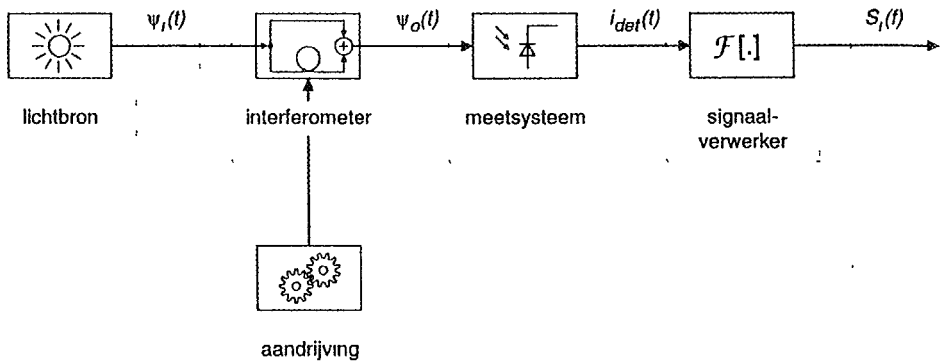 ψI(t)
ψo(t)
idet(t)
SI(f)
ℱ[.]
lichtbron
interferometer
meetsysteem
signaal-
verwerker
aandrijving